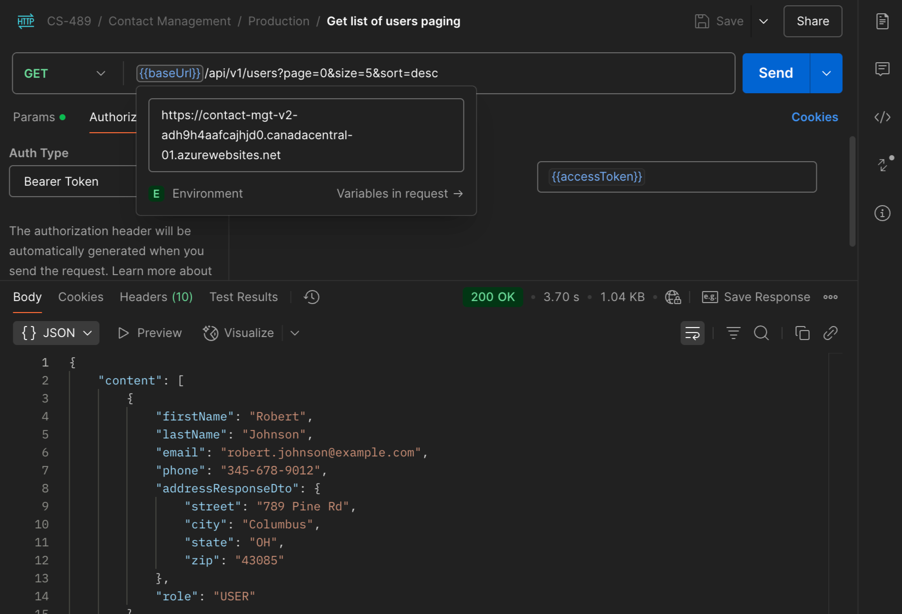 HTTP CS-489 / Contact Management / Production / Get list of users paging Save Share
GET {{baseUrl}}/api/v1/users?page=0&size=5&sort=desc Send
Params Authoriz Cookies
https://contact-mgt-v2-
adh9h4aafcajhjd0.canadacentral-
01.azurewebsites.net
E Environment Variables in request →
Auth Type
Bearer Token {{accessToken}}
The authorization header will be
automatically generated when you
send the request. Learn more about
Body Cookies Headers (10) Test Results 200 OK • 3.70 s • 1.04 KB • e.g. Save Response
{} JSON Preview Visualize
1 {
2 "content": [
3 {
4 "firstName": "Robert",
5 "lastName": "Johnson",
6 "email": "robert.johnson@example.com",
7 "phone": "345-678-9012",
8 "addressResponseDto": {
9 "street": "789 Pine Rd",
10 "city": "Columbus",
11 "state": "OH",
12 "zip": "43085"
13 },
14 "role": "USER"
15 }